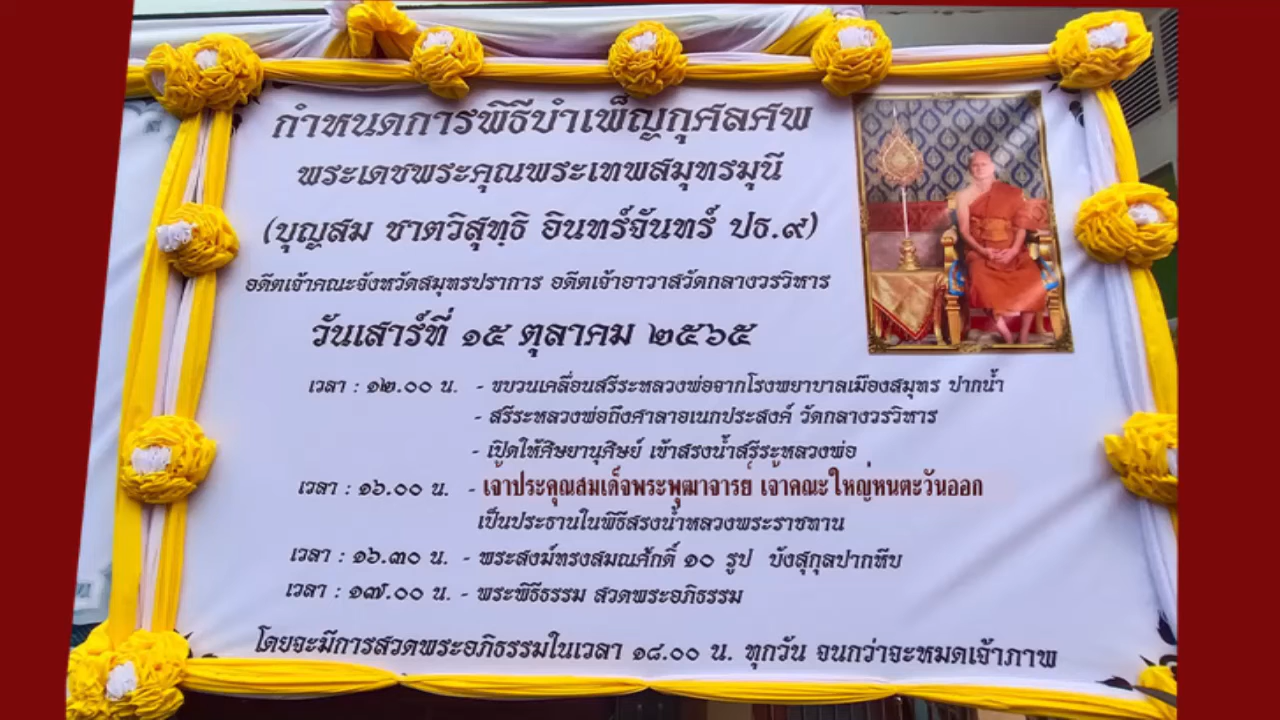 กำหนดการพิธีบำเพ็ญกุศลศพ
พระเดชพระคุณพระเทพสมุทรมุนี
(บุญสม ชาตวิสุทฺธิ อินทร์จันทร์ ปธ.๙)
อดีตเจ้าคณะจังหวัดสมุทรปราการ อดีตเจ้าอาวาสวัดกลางวรวิหาร
วันเสาร์ที่ ๑๕ ตุลาคม ๒๕๖๕
เวลา : ๑๒.๐๐ น. - ขบวนเคลื่อนสรีระหลวงพ่อจากโรงพยาบาลเมืองสมุทร ปากน้ำ
- สรีระหลวงพ่อถึงศาลาอเนกประสงค์ วัดกลางวรวิหาร
- เปิดให้ศิษยานุศิษย์ เข้าสรงน้ำสรีระหลวงพ่อ
เวลา : ๑๖.๐๐ น. - เจ้าประคุณสมเด็จพระพุฒาจารย์ เจ้าคณะใหญ่หนตะวันออก
เป็นประธานในพิธีสรงน้ำหลวงพระราชทาน
เวลา : ๑๖.๓๐ น. - พระสงฆ์ทรงสมณศักดิ์ ๑๐ รูป บังสุกุลปากหีบ
เวลา : ๑๗.๐๐ น. - พระพิธีธรรม สวดพระอภิธรรม
โดยจะมีการสวดพระอภิธรรมในเวลา ๑๘.๐๐ น. ทุกวัน จนกว่าจะหมดเจ้าภาพ